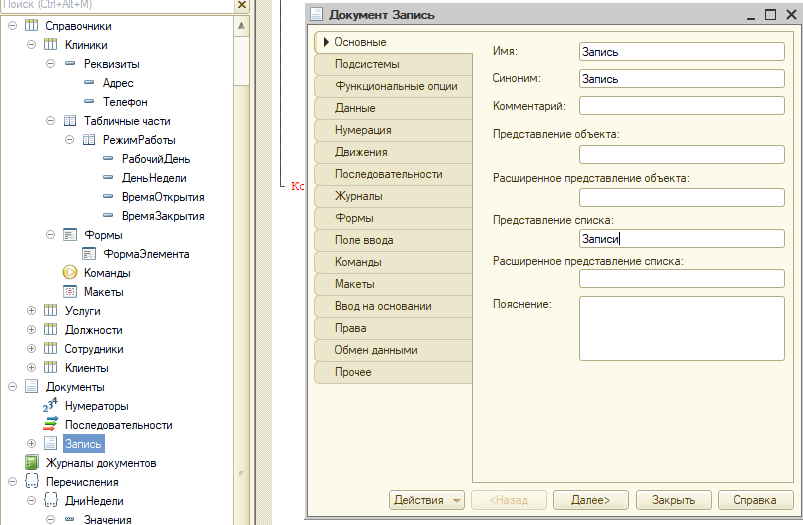 Поиск (Ctrl+Alt+M)
Справочники
Клиники
Реквизиты
Адрес
Телефон
Табличные части
РежимРаботы
РабочийДень
ДеньНедели
ВремяОткрытия
ВремяЗакрытия
Формы
ФормаЭлемента
Команды
Макеты
Услуги
Должности
Сотрудники
Клиенты
Документы
Нумераторы
Последовательности
Запись
Журналы документов
Перечисления
ДниНедели
Значения
Ко
Документ Запись
Основные
Подсистемы
Функциональные опции
Данные
Нумерация
Движения
Последовательности
Журналы
Формы
Поле ввода
Команды
Макеты
Ввод на основании
Права
Обмен данными
Прочее
Имя: Запись
Синоним: Запись
Комментарий:
Представление объекта:
Расширенное представление объекта:
Представление списка:
Записи
Расширенное представление списка:
Пояснение:
Действия <Назад Далее> Закрыть Справка